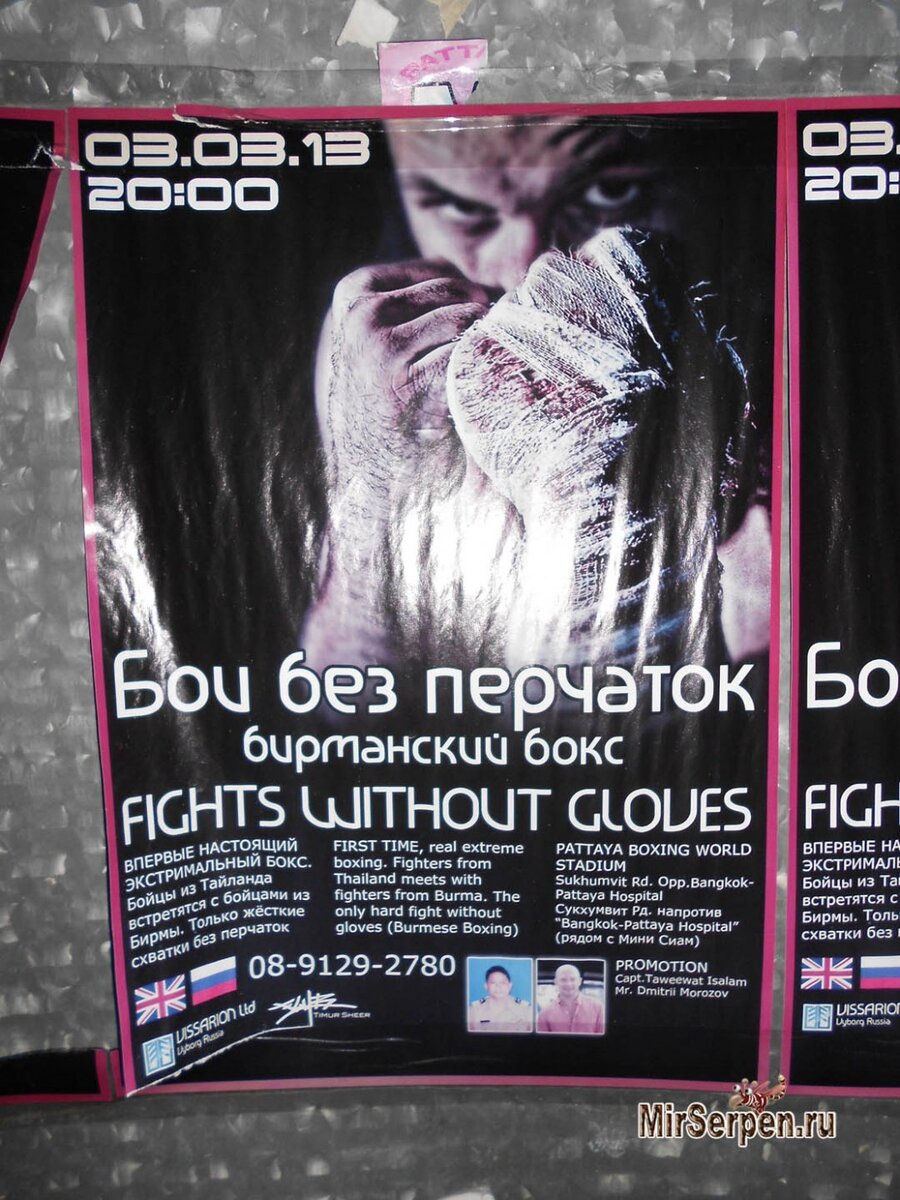 BATTA
03.03.13
20:00
Бои без перчаток
бирманский бокс
FIGHTS WITHOUT GLOVES
ВПЕРВЫЕ НАСТОЯЩИЙ
ЭКСТРИМАЛЬНЫЙ БОКС.
Бойцы из Тайланда
встретятся с бойцами из
Бирмы. Только жёсткие
схватки без перчаток
FIRST TIME, real extreme
boxing. Fighters from
Thailand meets with
fighters from Burma. The
only hard fight without
gloves (Burmese Boxing)
PATTAYA BOXING WORLD
STADIUM
Sukhumvit Rd. Opp.Bangkok-
Pattaya Hospital
Сукхумвит Рд. напротив
"Bangkok-Pattaya Hospital"
(рядом с Мини Сиам)
08-9129-2780
TIMUR SHEER
VISSARION Ltd
Vyborg Russia
PROMOTION
Capt.Taweewat Isalam
Mr. Dmitrii Morozov
03.
20:
Бо
FIGH
ВПЕРВЫЕ НА
ЭКСТРИМАЛЬ
Бойцы из Та
встретятся с
Бирмы. Толь
схватки без
VISSARION
Vyborg Russia
MirSerpen.ru